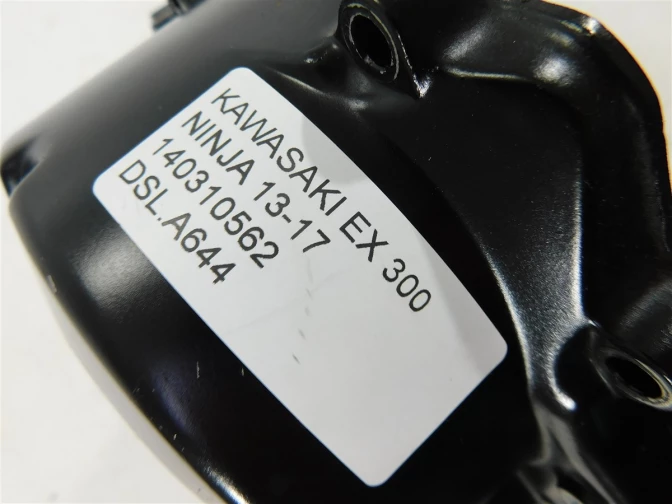 KAWASAKI EX 300
NINJA 13-17
140310562
DSL.A644